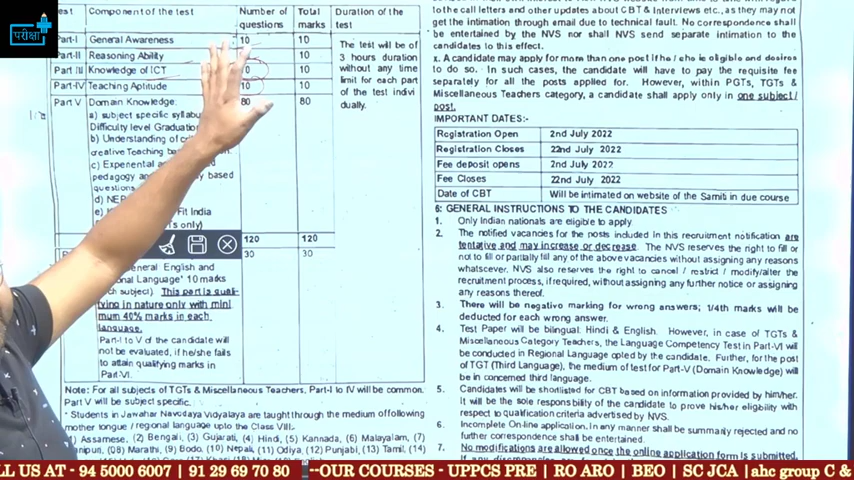 परीक्षा
est
Component of the test
Number of questions
Total marks
Duration of the test
Part-I General Awareness 10 10
Part-II Reasoning Ability 10
Part III Knowledge of ICT 10
Part-IV Teaching Aptitude 10 10
Part V Domain Knowledge: 80 80
The test will be of
3 hours duration
without any time
limit for each part
of the test indivi
dually.
a) subject specific syllabu
Difficulty level Graduation
b) Understanding of cri
creative Teaching be
c) Exper
pedagogy based
questions
d) NEP
Fit India
s only)
120 120
30 30
eneral English and
onal Language* 10 marks
ch subject). This part is quali-
fying in nature only with mini
mum 40% marks in each
language.
Part-I to V of the candidate will
not be evaluated, if he/she fails
to attain qualifying marks in
Part-VI.
Note: For all subjects of TGTs & Miscellaneous Teachers, Part-I to IV will be common.
Part V will be subject specific.
* Students in Jawahar Navodaya Vidyalaya are taught through the medium of following
mother tongue / regional language upto the Class VIII:
1) Assamese, (2) Bengali, (3) Gujarati, (4) Hindi, (5) Kannada, (6) Malayalam, (7)
anipuri, (08) Marathi, (9) Bodo, (10) Nepali, (11) Odiya, (12) Punjabi, (13) Tamil, (14)
to the call letters and other updates about CBT & Interviews etc., as they may not
get the intimation through email due to technical fault. No correspondence shall
be entertained by the NVS nor shall NVS send separate intimation to the
candidates to this effect.
x. A candidate may apply for more than one post if he / she is eligible and desires
to do so. In such cases, the candidate will have to pay the requisite fee
separately for all the posts applied for. However, within PGTs, TGTs &
Miscellaneous Teachers category, a candidate shall apply only in one subject/
post.
IMPORTANT DATES:-
Registration Open 2nd July 2022
Registration Closes 22nd July 2022
Fee deposit opens 2nd July 2022
Fee Closes 22nd July 2022
Date of CBT Will be intimated on website of the Samiti in due course
6: GENERAL INSTRUCTIONS TO THE CANDIDATES
1. Only Indian nationals are eligible to apply.
2. The notified vacancies for the posts included in this recruitment notification are
tentative and may increase or decrease. The NVS reserves the right to fill or
not to fill or partially fill any of the above vacancies without assigning any reasons
whatsever. NVS also reserves the right to cancel / restrict / modify/alter the
recruitment process, if required, without assigning any further notice or assigning
any reasons thereof.
3. There will be negative marking for wrong answers; 1/4th marks will be
deducted for each wrong answer.
4. Test Paper will be bilingual. Hindi & English. However, in case of TGTs &
Miscellaneous Category Teachers, the Language Competency Test in Part-VI will
be conducted in Regional Language opted by the candidate. Further, for the post
of TGT (Third Language), the medium of test for Part-V (Domain Knowledge) will
be in concerned third language.
5. Candidates will be shortlisted for CBT based on information provided by him/her.
It will be the sole responsibility of the candidate to prove his/her eligibility with
respect to qualification criteria advertised by NVS.
6. Incomplete On-line application. In any manner shall be summarily rejected and no
further correspondence shall be entertained.
7. No modifications are allowed once the online application form is submitted.
LL US AT - 94 5000 6007 | 91 29 69 70 80 --OUR COURSES - UPPCS PRE | RO ARO | BEO | SC JCA | ahc group C &